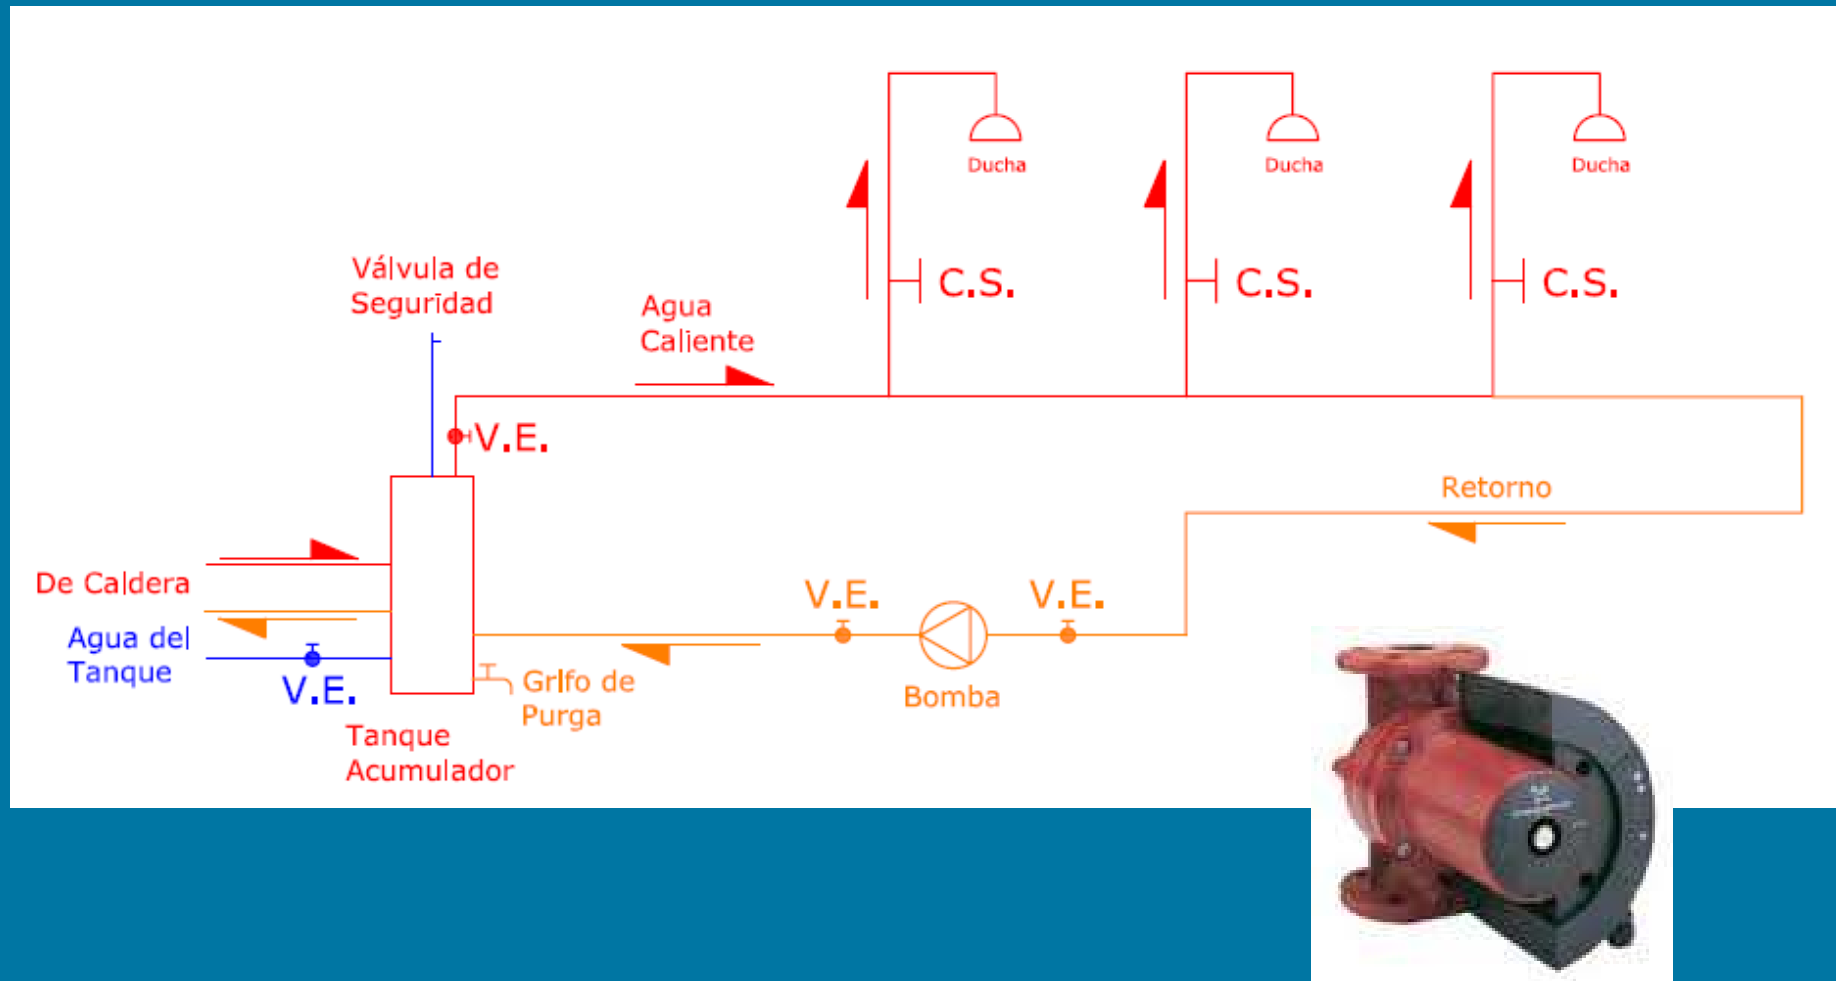 Ducha
Ducha
Ducha
Válvula de
Seguridad
C.S.
C.S.
C.S.
Agua
Caliente
V.E.
Retorno
De Caldera
V.E.
V.E.
Agua del
Tanque
V.E.
Grifo de
Purga
Bomba
Tanque
Acumulador